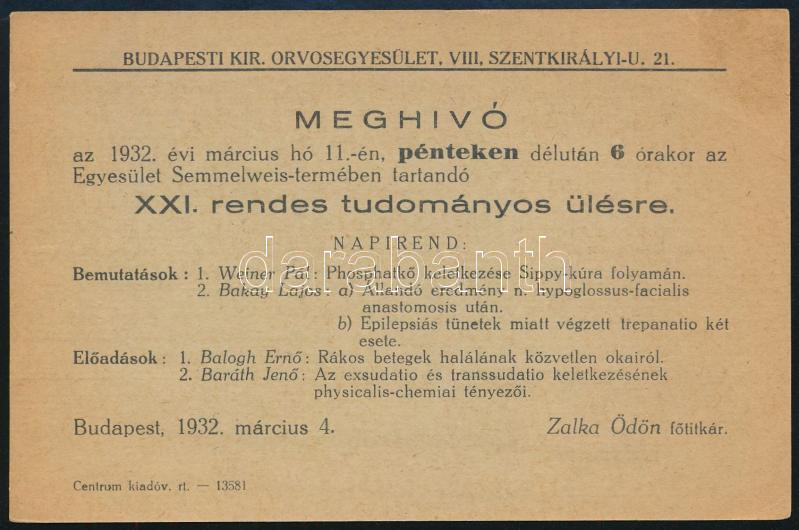 BUDAPESTI KIR. ORVOSEGYESÜLET, VIII, SZENTKIRÁLYI-U. 21.
MEGHIVÓ
az 1932. évi március hó 11.-én, pénteken délután 6 órakor az
Egyesület Semmelweis-termében tartandó
XXI. rendes tudományos ülésre.
NAPIREND:
Bemutatások : 1. Weiner Pál : Phosphatkő keletkezése Sippy-kúra folyamán.
2. Bakay Lajos : a) Állandó eredmény n. hypoglossus-facialis
anastomosis után.
b) Epilepsiás tünetek miatt végzett trepanatio két
esete.
Előadások : 1. Balogh Ernő : Rákos betegek halálának közvetlen okairól.
2. Baráth Jenő : Az exsudatio és transsudatio keletkezésének
physicalis-chemiai tényezői.
Budapest, 1932. március 4. Zalka Ödön főtitkár.
Centrum kiadóv. rt. — 13581
darabanth